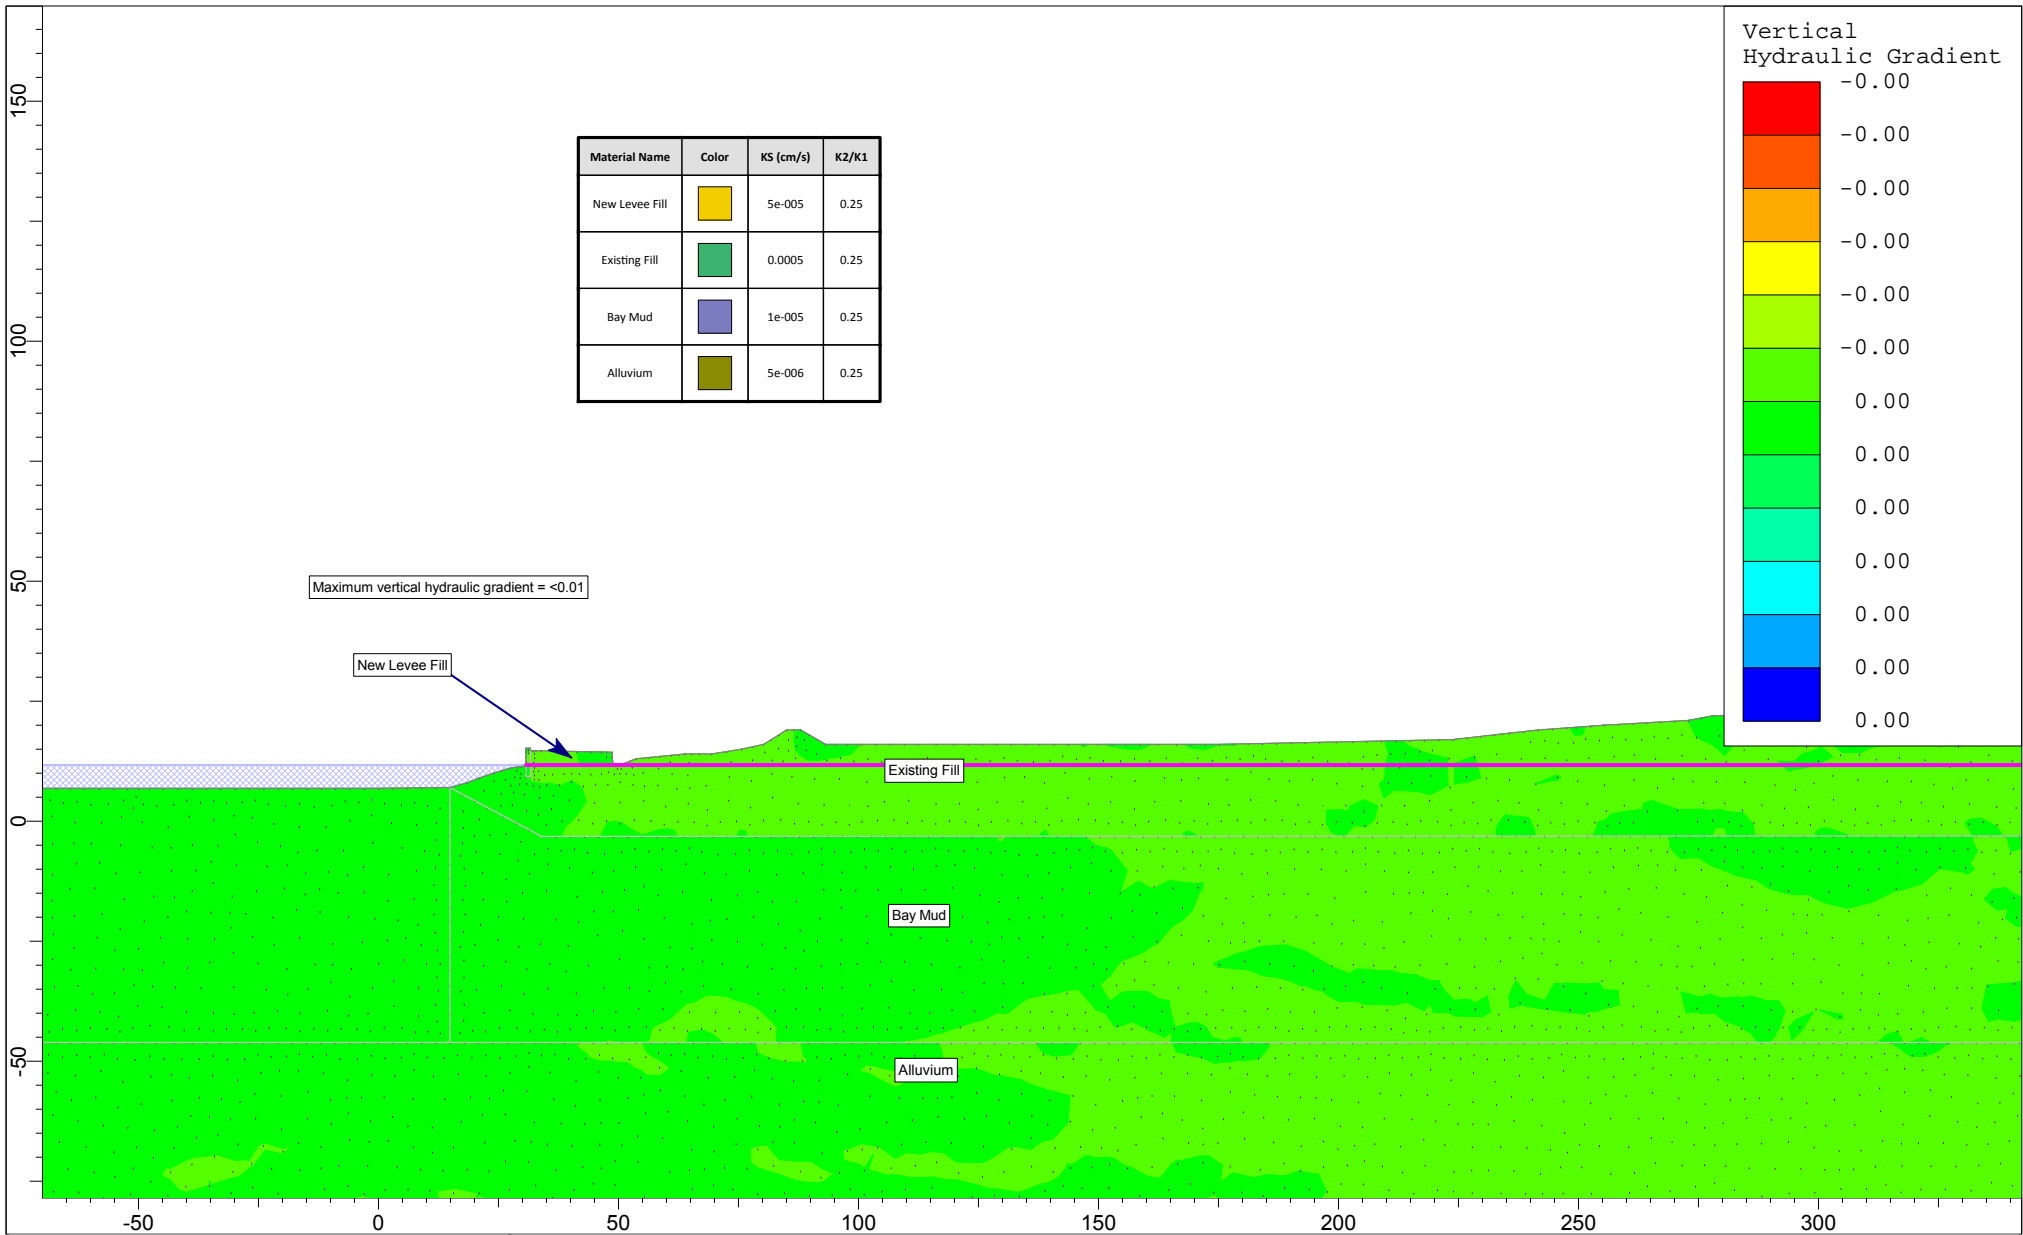 Vertical
Hydraulic Gradient
-0.00
-0.00
-0.00
-0.00
-0.00
-0.00
0.00
0.00
0.00
0.00
0.00
0.00
0.00
Material Name Color KS (cm/s) K2/K1
New Levee Fill 5e-005 0.25
Existing Fill 0.0005 0.25
Bay Mud 1e-005 0.25
Alluvium 5e-006 0.25
Maximum vertical hydraulic gradient = <0.01
New Levee Fill
Existing Fill
Bay Mud
Alluvium
150
100
50
0
-50
-50 0 50 100 150 200 250 300